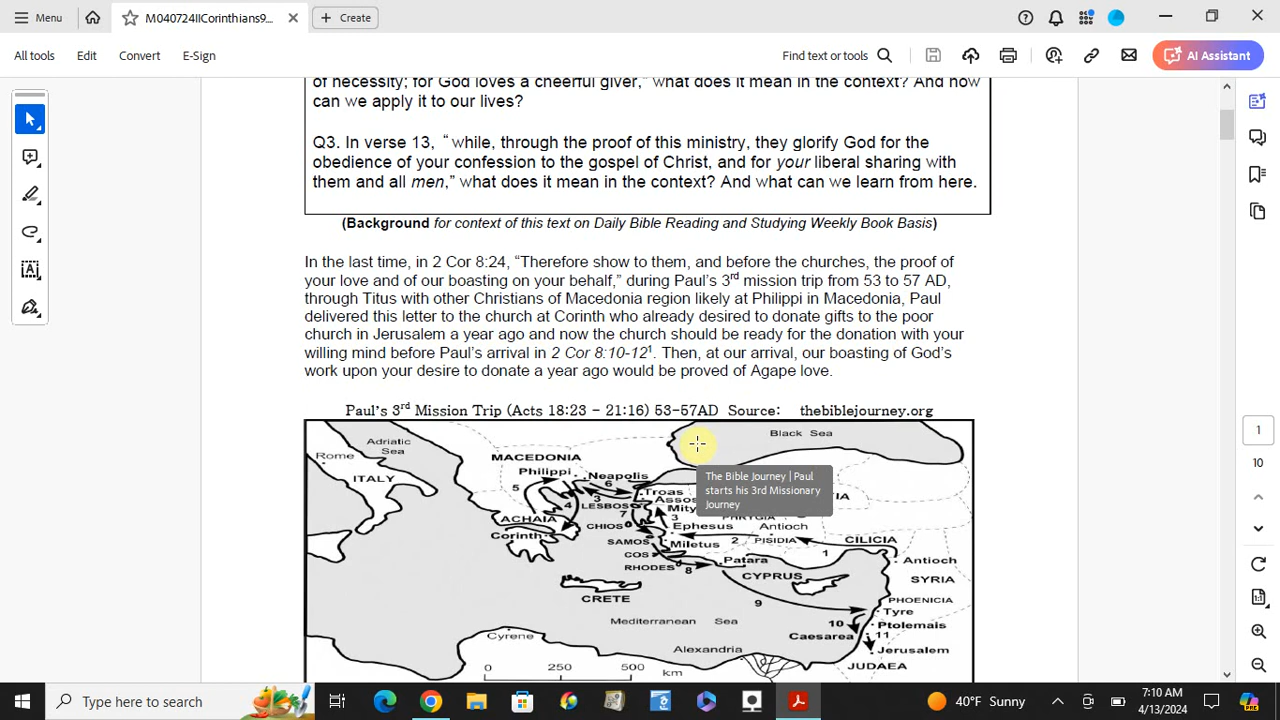 Menu
M040724IICorinthians9...
Create
All tools
Edit
Convert
E-Sign
Find text or tools
AI Assistant
of necessity; for God loves a cheerful giver,” what does it mean in the context? And how
can we apply it to our lives?
Q3. In verse 13, “ while, through the proof of this ministry, they glorify God for the
obedience of your confession to the gospel of Christ, and for your liberal sharing with
them and all men,” what does it mean in the context? And what can we learn from here.
(Background for context of this text on Daily Bible Reading and Studying Weekly Book Basis)
In the last time, in 2 Cor 8:24, “Therefore show to them, and before the churches, the proof of
your love and of our boasting on your behalf,” during Paul’s 3rd mission trip from 53 to 57 AD,
through Titus with other Christians of Macedonia region likely at Philippi in Macedonia, Paul
delivered this letter to the church at Corinth who already desired to donate gifts to the poor
church in Jerusalem a year ago and now the church should be ready for the donation with your
willing mind before Paul’s arrival in 2 Cor 8:10-12¹. Then, at our arrival, our boasting of God’s
work upon your desire to donate a year ago would be proved of Agape love.
Paul’s 3rd Mission Trip (Acts 18:23 – 21:16) 53-57AD Source: thebiblejourney.org
Adriatic
Sea
Black Sea
Rome
MACEDONIA
ITALY
Philippi
Neapolis
The Bible Journey | Paul
starts his 3rd Missionary
Journey
5
6
4
3
Troas
Assos
LESBOS
7
3
ACHAIA
CHIOS
Ephesus
PHRYGIA
Antioch
Corinth
SAMOS
Miletus
2
PISIDIA
CILICIA
1
COS
RHODES
8
Patara
Antioch
CYPRUS
SYRIA
CRETE
9
PHOENICIA
Tyre
Mediterranean Sea
10
Ptolemais
Caesarea
11
Cyrene
Alexandria
Jerusalem
JUDAEA
0 250 500
km
1
10
Type here to search
40°F Sunny
7:10 AM
4/13/2024